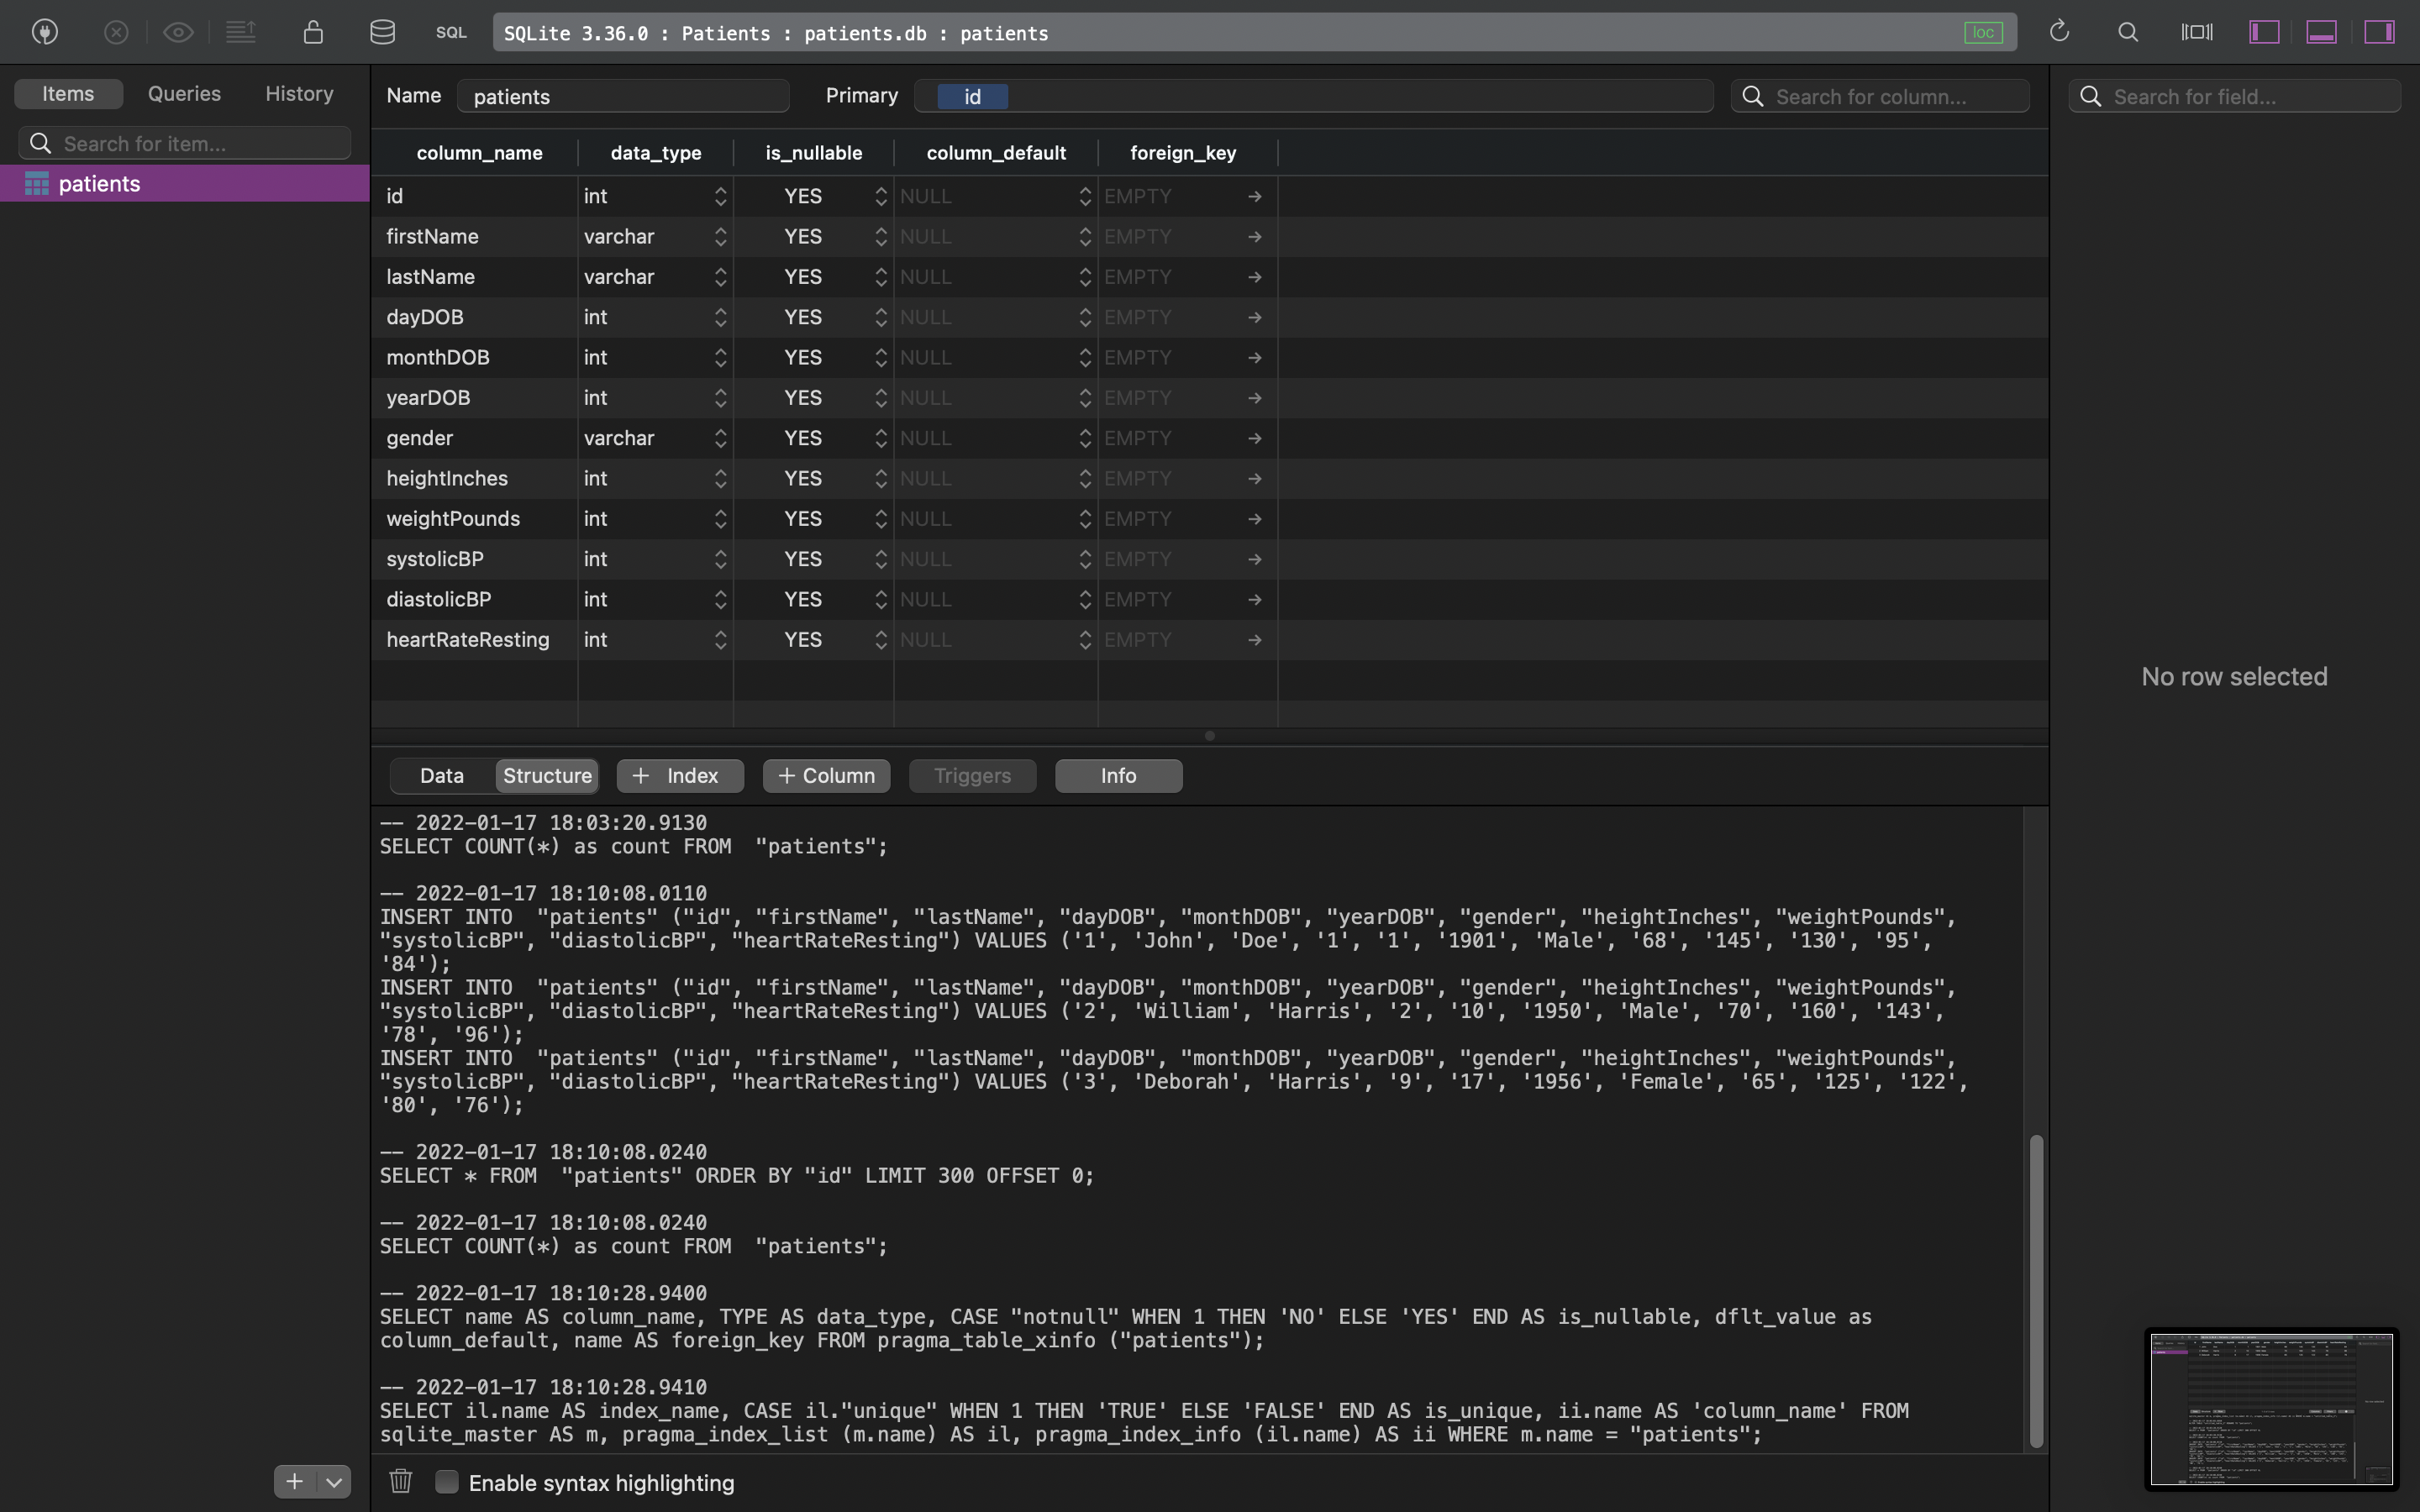 SQL
SQLite 3.36.0 : Patients : patients.db : patients
loc
Items Queries History
Search for item...
patients
Name patients Primary id Search for column... Search for field...
column_name data_type is_nullable column_default foreign_key
id int YES NULL EMPTY
firstName varchar YES NULL EMPTY
lastName varchar YES NULL EMPTY
dayDOB int YES NULL EMPTY
monthDOB int YES NULL EMPTY
yearDOB int YES NULL EMPTY
gender varchar YES NULL EMPTY
heightInches int YES NULL EMPTY
weightPounds int YES NULL EMPTY
systolicBP int YES NULL EMPTY
diastolicBP int YES NULL EMPTY
heartRateResting int YES NULL EMPTY
No row selected
Data Structure + Index + Column Triggers Info
-- 2022-01-17 18:03:20.9130
SELECT COUNT(*) as count FROM  "patients";
-- 2022-01-17 18:10:08.0110
INSERT INTO  "patients" ("id", "firstName", "lastName", "dayDOB", "monthDOB", "yearDOB", "gender", "heightInches", "weightPounds",
"systolicBP", "diastolicBP", "heartRateResting") VALUES ('1', 'John', 'Doe', '1', '1', '1901', 'Male', '68', '145', '130', '95',
'84');
INSERT INTO  "patients" ("id", "firstName", "lastName", "dayDOB", "monthDOB", "yearDOB", "gender", "heightInches", "weightPounds",
"systolicBP", "diastolicBP", "heartRateResting") VALUES ('2', 'William', 'Harris', '2', '10', '1950', 'Male', '70', '160', '143',
'78', '96');
INSERT INTO  "patients" ("id", "firstName", "lastName", "dayDOB", "monthDOB", "yearDOB", "gender", "heightInches", "weightPounds",
"systolicBP", "diastolicBP", "heartRateResting") VALUES ('3', 'Deborah', 'Harris', '9', '17', '1956', 'Female', '65', '125', '122',
'80', '76');
-- 2022-01-17 18:10:08.0240
SELECT * FROM  "patients" ORDER BY "id" LIMIT 300 OFFSET 0;
-- 2022-01-17 18:10:08.0240
SELECT COUNT(*) as count FROM  "patients";
-- 2022-01-17 18:10:28.9400
SELECT name AS column_name, TYPE AS data_type, CASE "notnull" WHEN 1 THEN 'NO' ELSE 'YES' END AS is_nullable, dflt_value as
column_default, name AS foreign_key FROM pragma_table_xinfo ("patients");
-- 2022-01-17 18:10:28.9410
SELECT il.name AS index_name, CASE il."unique" WHEN 1 THEN 'TRUE' ELSE 'FALSE' END AS is_unique, ii.name AS 'column_name' FROM
sqlite_master AS m, pragma_index_list (m.name) AS il, pragma_index_info (il.name) AS ii WHERE m.name = "patients";
Enable syntax highlighting